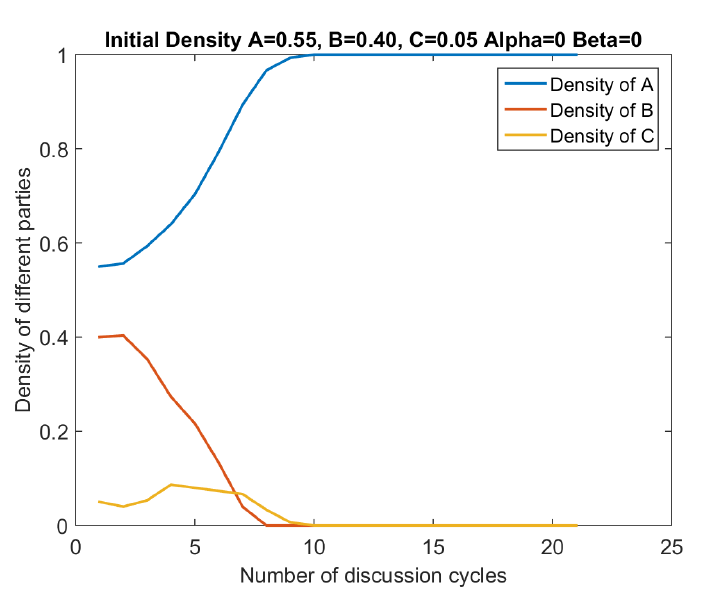 Initial Density A=0.55, B=0.40, C=0.05 Alpha=0 Beta=0
1
0.8
0.6
0.4
0.2
0
Density of different parties
Density of A
Density of B
Density of C
0 5 10 15 20 25
Number of discussion cycles